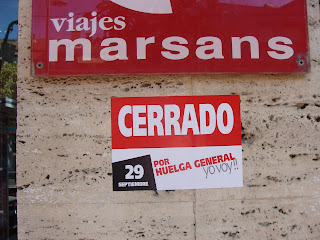 viajes
marsans
CERRADO
29
SEPTIEMBRE
POR
HUELGA GENERAL
yo voy!!